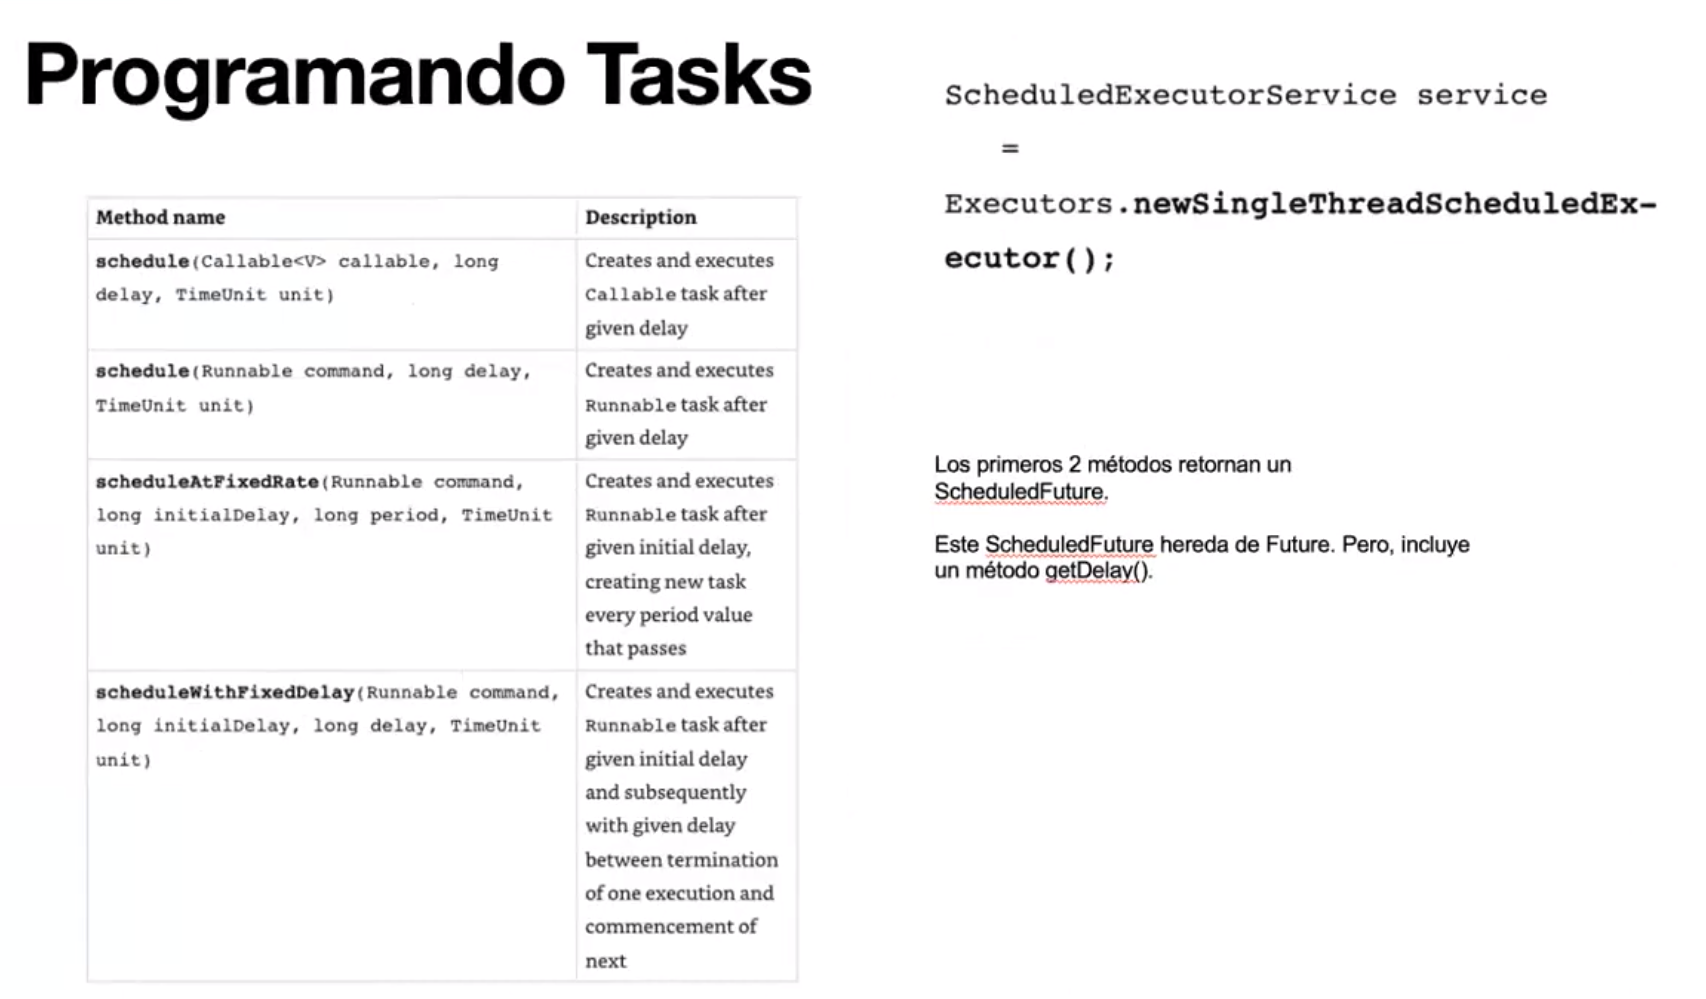 Programando Tasks
Method name
Description
schedule(Callable<V> callable, long
delay, TimeUnit unit)
Creates and executes
Callable task after
given delay
schedule(Runnable command, long delay,
TimeUnit unit)
Creates and executes
Runnable task after
given delay
scheduleAtFixedRate(Runnable command,
long initialDelay, long period, TimeUnit
unit)
Creates and executes
Runnable task after
given initial delay,
creating new task
every period value
that passes
scheduleWithFixedDelay(Runnable command,
long initialDelay, long delay, TimeUnit
unit)
Creates and executes
Runnable task after
given initial delay
and subsequently
with given delay
between termination
of one execution and
commencement of
next
ScheduledExecutorService service
=
Executors.newSingleThreadScheduledEx-
ecutor();
Los primeros 2 métodos retornan un
ScheduledFuture.
Este ScheduledFuture hereda de Future. Pero, incluye
un método getDelay().